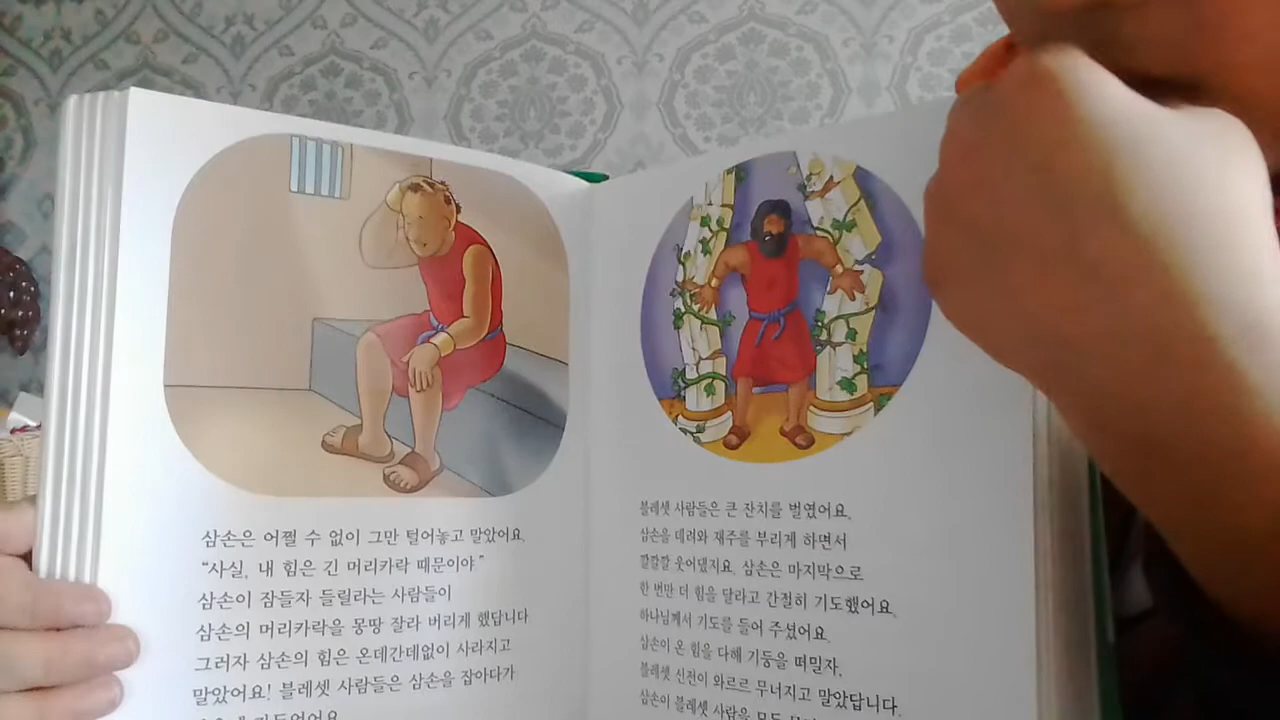 삼손은 어쩔 수 없이 그만 털어놓고 말았어요.
"사실, 내 힘은 긴 머리카락 때문이야."
삼손이 잠들자 들릴라는 사람들이
삼손의 머리카락을 몽땅 잘라 버리게 했답니다.
그러자 삼손의 힘은 온데간데없이 사라지고
말았어요! 블레셋 사람들은 삼손을 잡아다가
블레셋 사람들은 큰 잔치를 벌였어요.
삼손을 데려와 재주를 부리게 하면서
깔깔깔 웃어댔지요. 삼손은 마지막으로
한 번만 더 힘을 달라고 간절히 기도했어요.
하나님께서 기도를 들어 주셨어요.
삼손이 온 힘을 다해 기둥을 떠밀자,
블레셋 신전이 와르르 무너지고 말았답니다.
삼손이 블레셋 사람을 모두